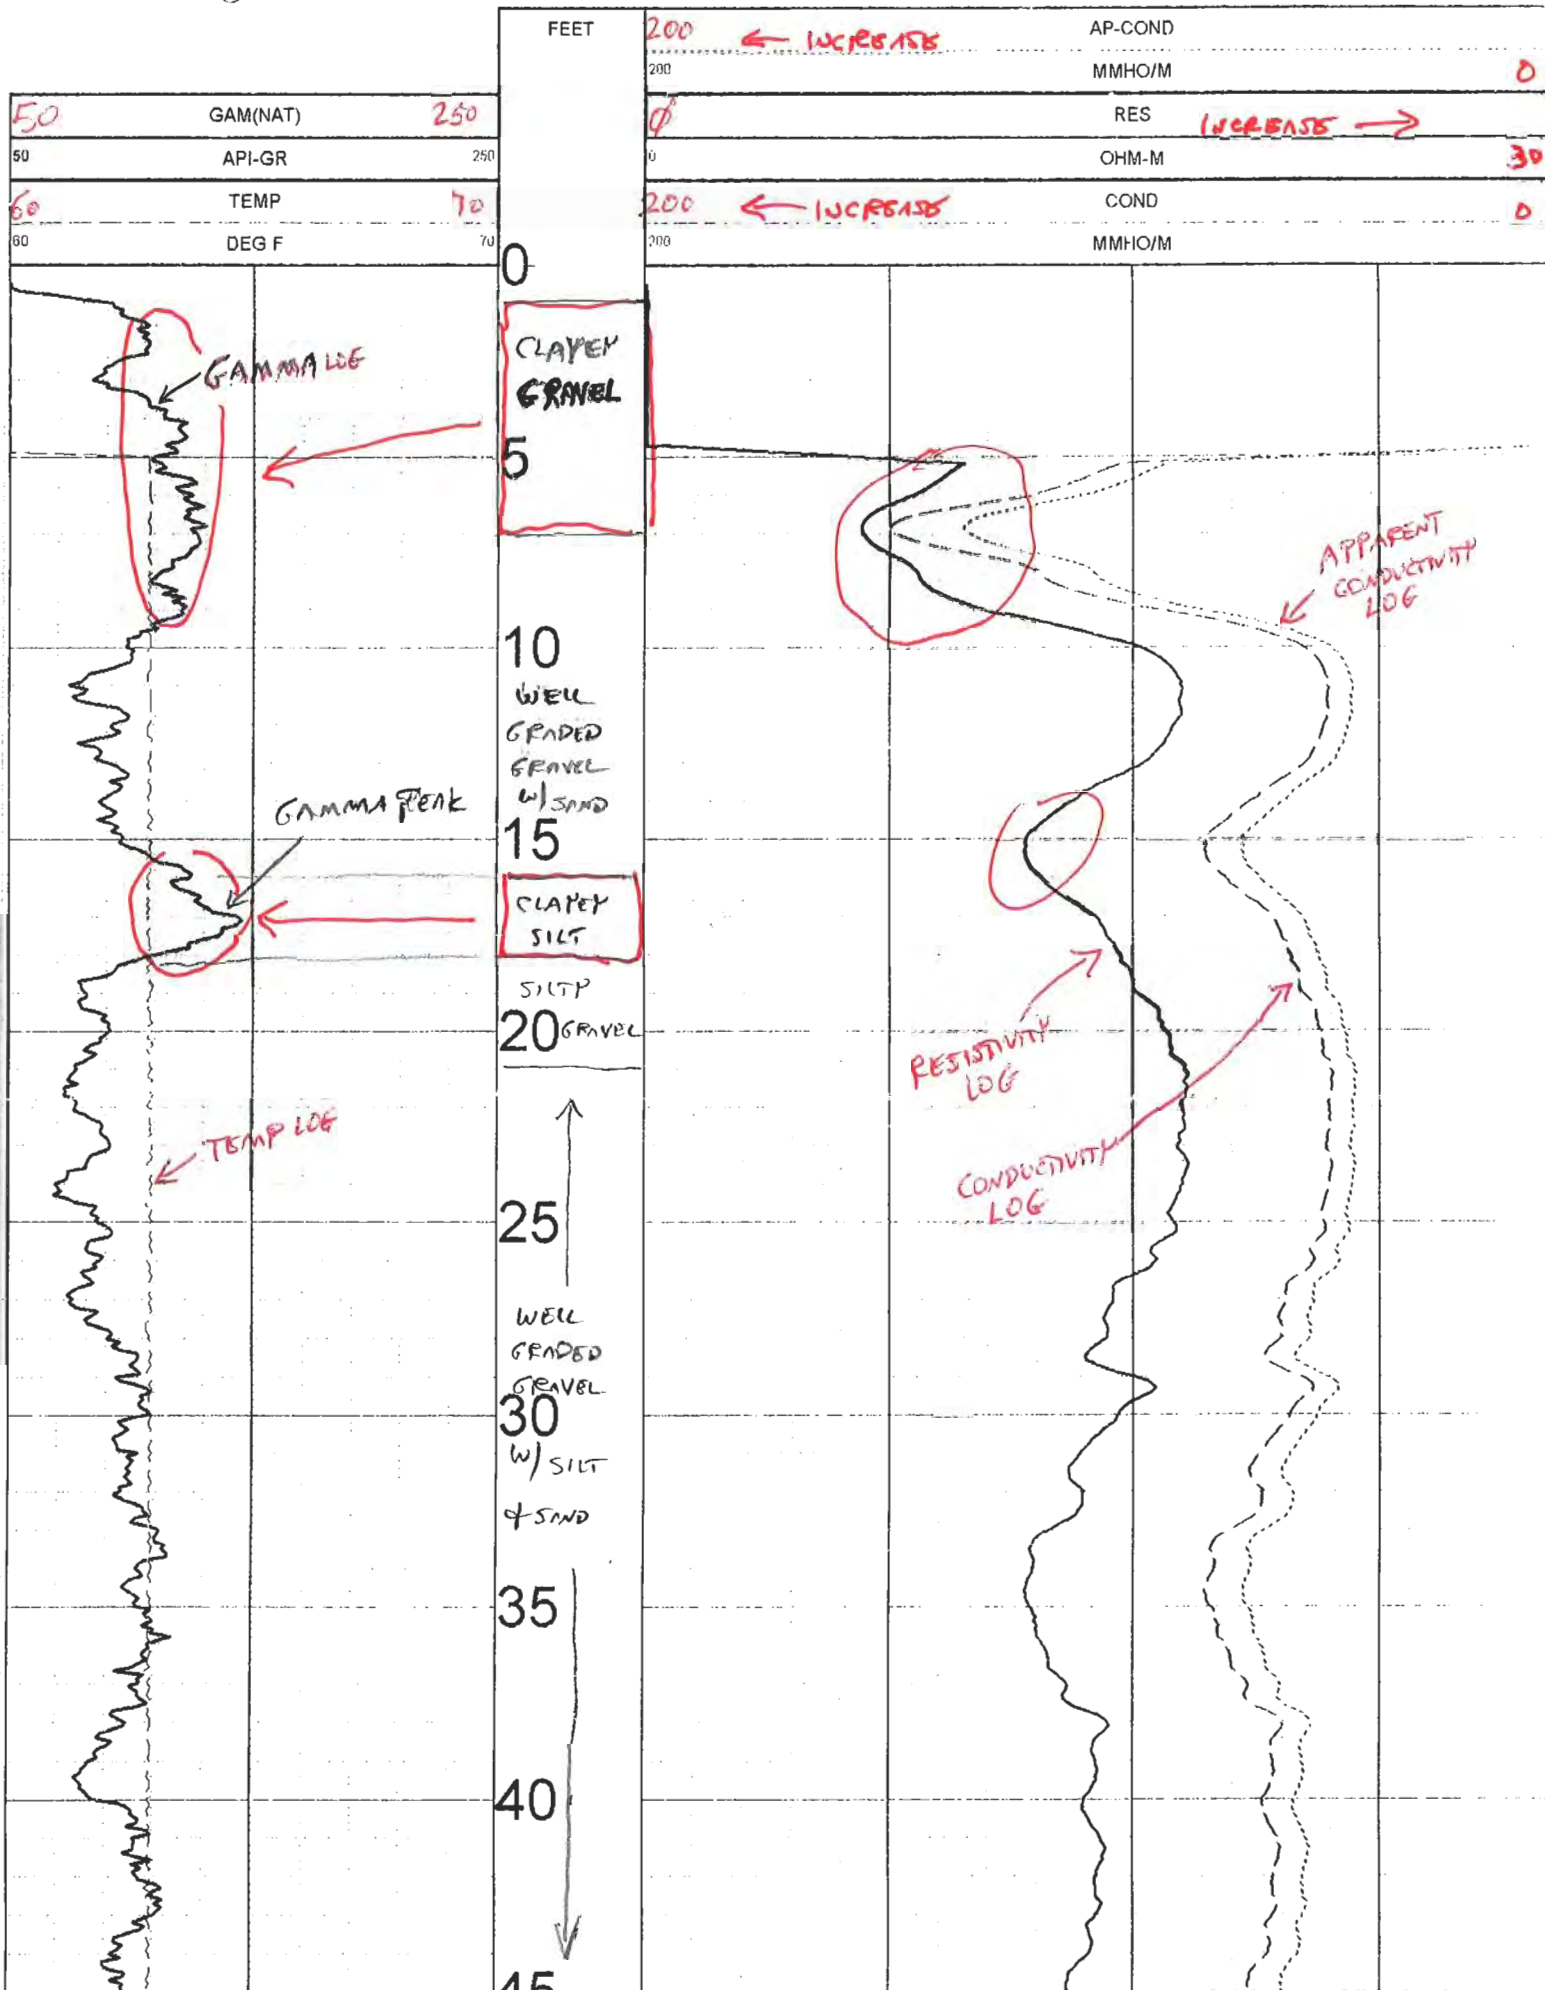 FEET
200 ← INCREASE AP-COND
200 MMHO/M 0
50 GAM(NAT) 250
Ø RES INCREASE →
50 API-GR 250
0 OHM-M 30
60 TEMP 70
200 ← INCREASE COND 0
60 DEG F 70
200 MMHO/M
0
CLAYEY
GRAVEL
GAMMA LOG
5
APPARENT
CONDUCTIVITY
LOG
10
WELL
GRADED
GRAVEL
W/ SAND
GAMMA PEAK
15
CLAYEY
SILT
SILTY
20 GRAVEL
RESISTIVITY
LOG
TEMP LOG
CONDUCTIVITY
LOG
25
WELL
GRADED
GRAVEL
30
W/ SILT
& SAND
35
40
45